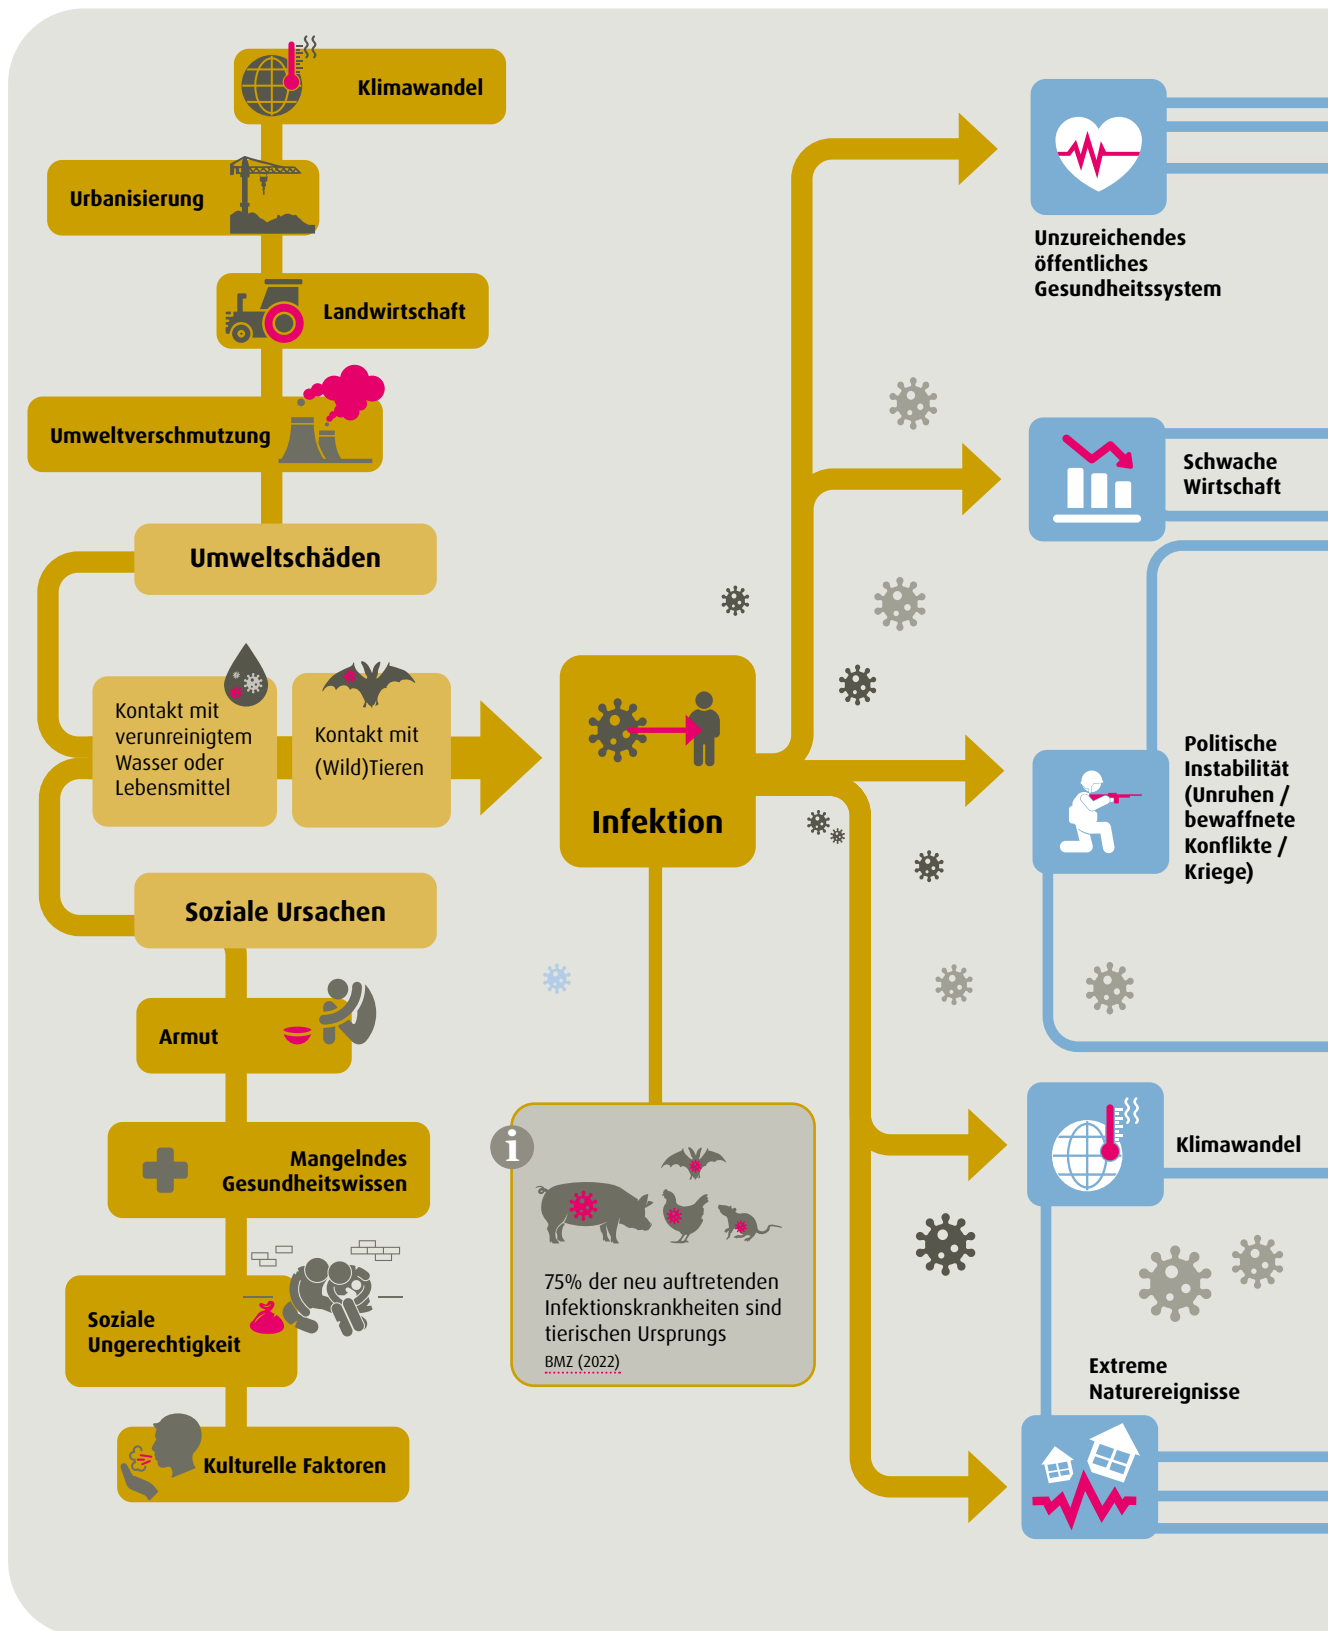 Klimawandel
Urbanisierung
Landwirtschaft
Umweltverschmutzung
Umweltschäden
Kontakt mit
verunreinigtem
Wasser oder
Lebensmittel
Kontakt mit
(Wild)Tieren
Soziale Ursachen
Armut
Mangelndes
Gesundheitswissen
Soziale
Ungerechtigkeit
Kulturelle Faktoren
Infektion
i
75% der neu auftretenden
Infektionskrankheiten sind
tierischen Ursprungs
BMZ (2022)
Unzureichendes
öffentliches
Gesundheitssystem
Schwache
Wirtschaft
Politische
Instabilität
(Unruhen /
bewaffnete
Konflikte /
Kriege)
Klimawandel
Extreme
Naturereignisse